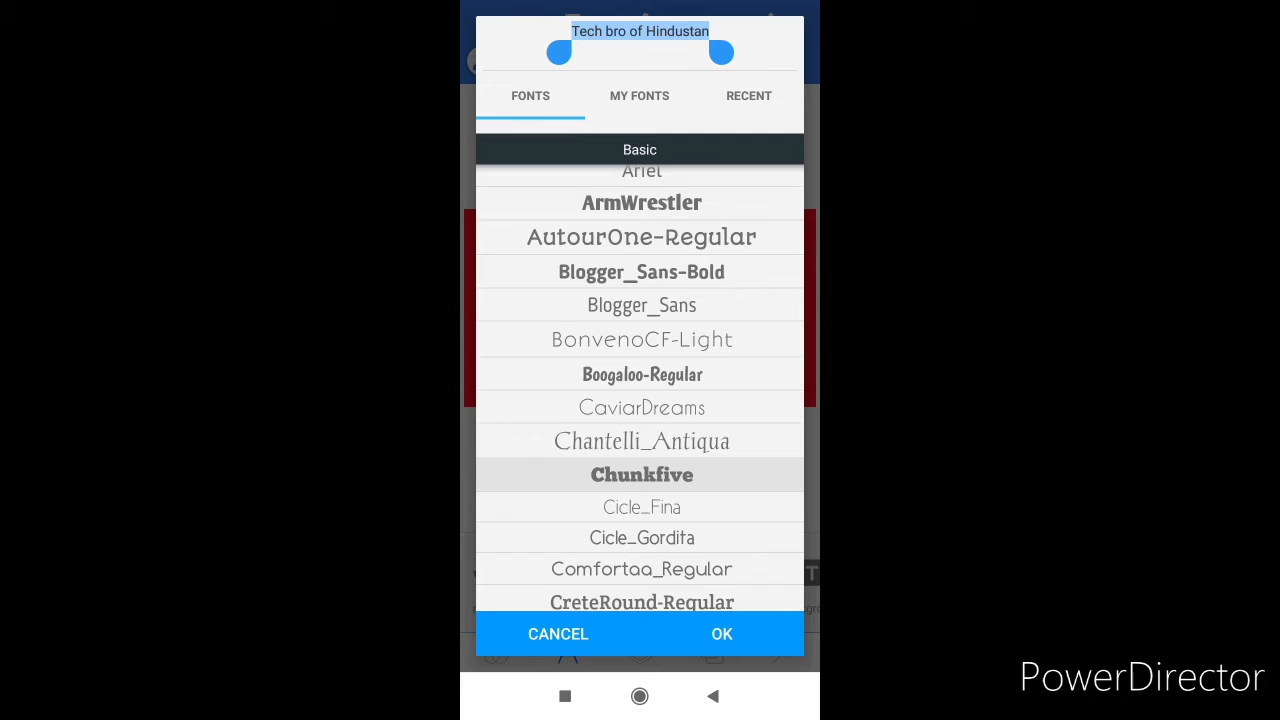 Tech bro of Hindustan
FONTS MY FONTS RECENT
Basic
Ariel
ArmWrestler
AutourOne-Regular
Blogger_Sans-Bold
Blogger_Sans
BonvenoCF-Light
Boogaloo-Regular
CaviarDreams
Chantelli_Antiqua
Chunkfive
Cicle_Fina
Cicle_Gordita
Comfortaa_Regular
CreteRound-Regular
CANCEL OK
PowerDirector